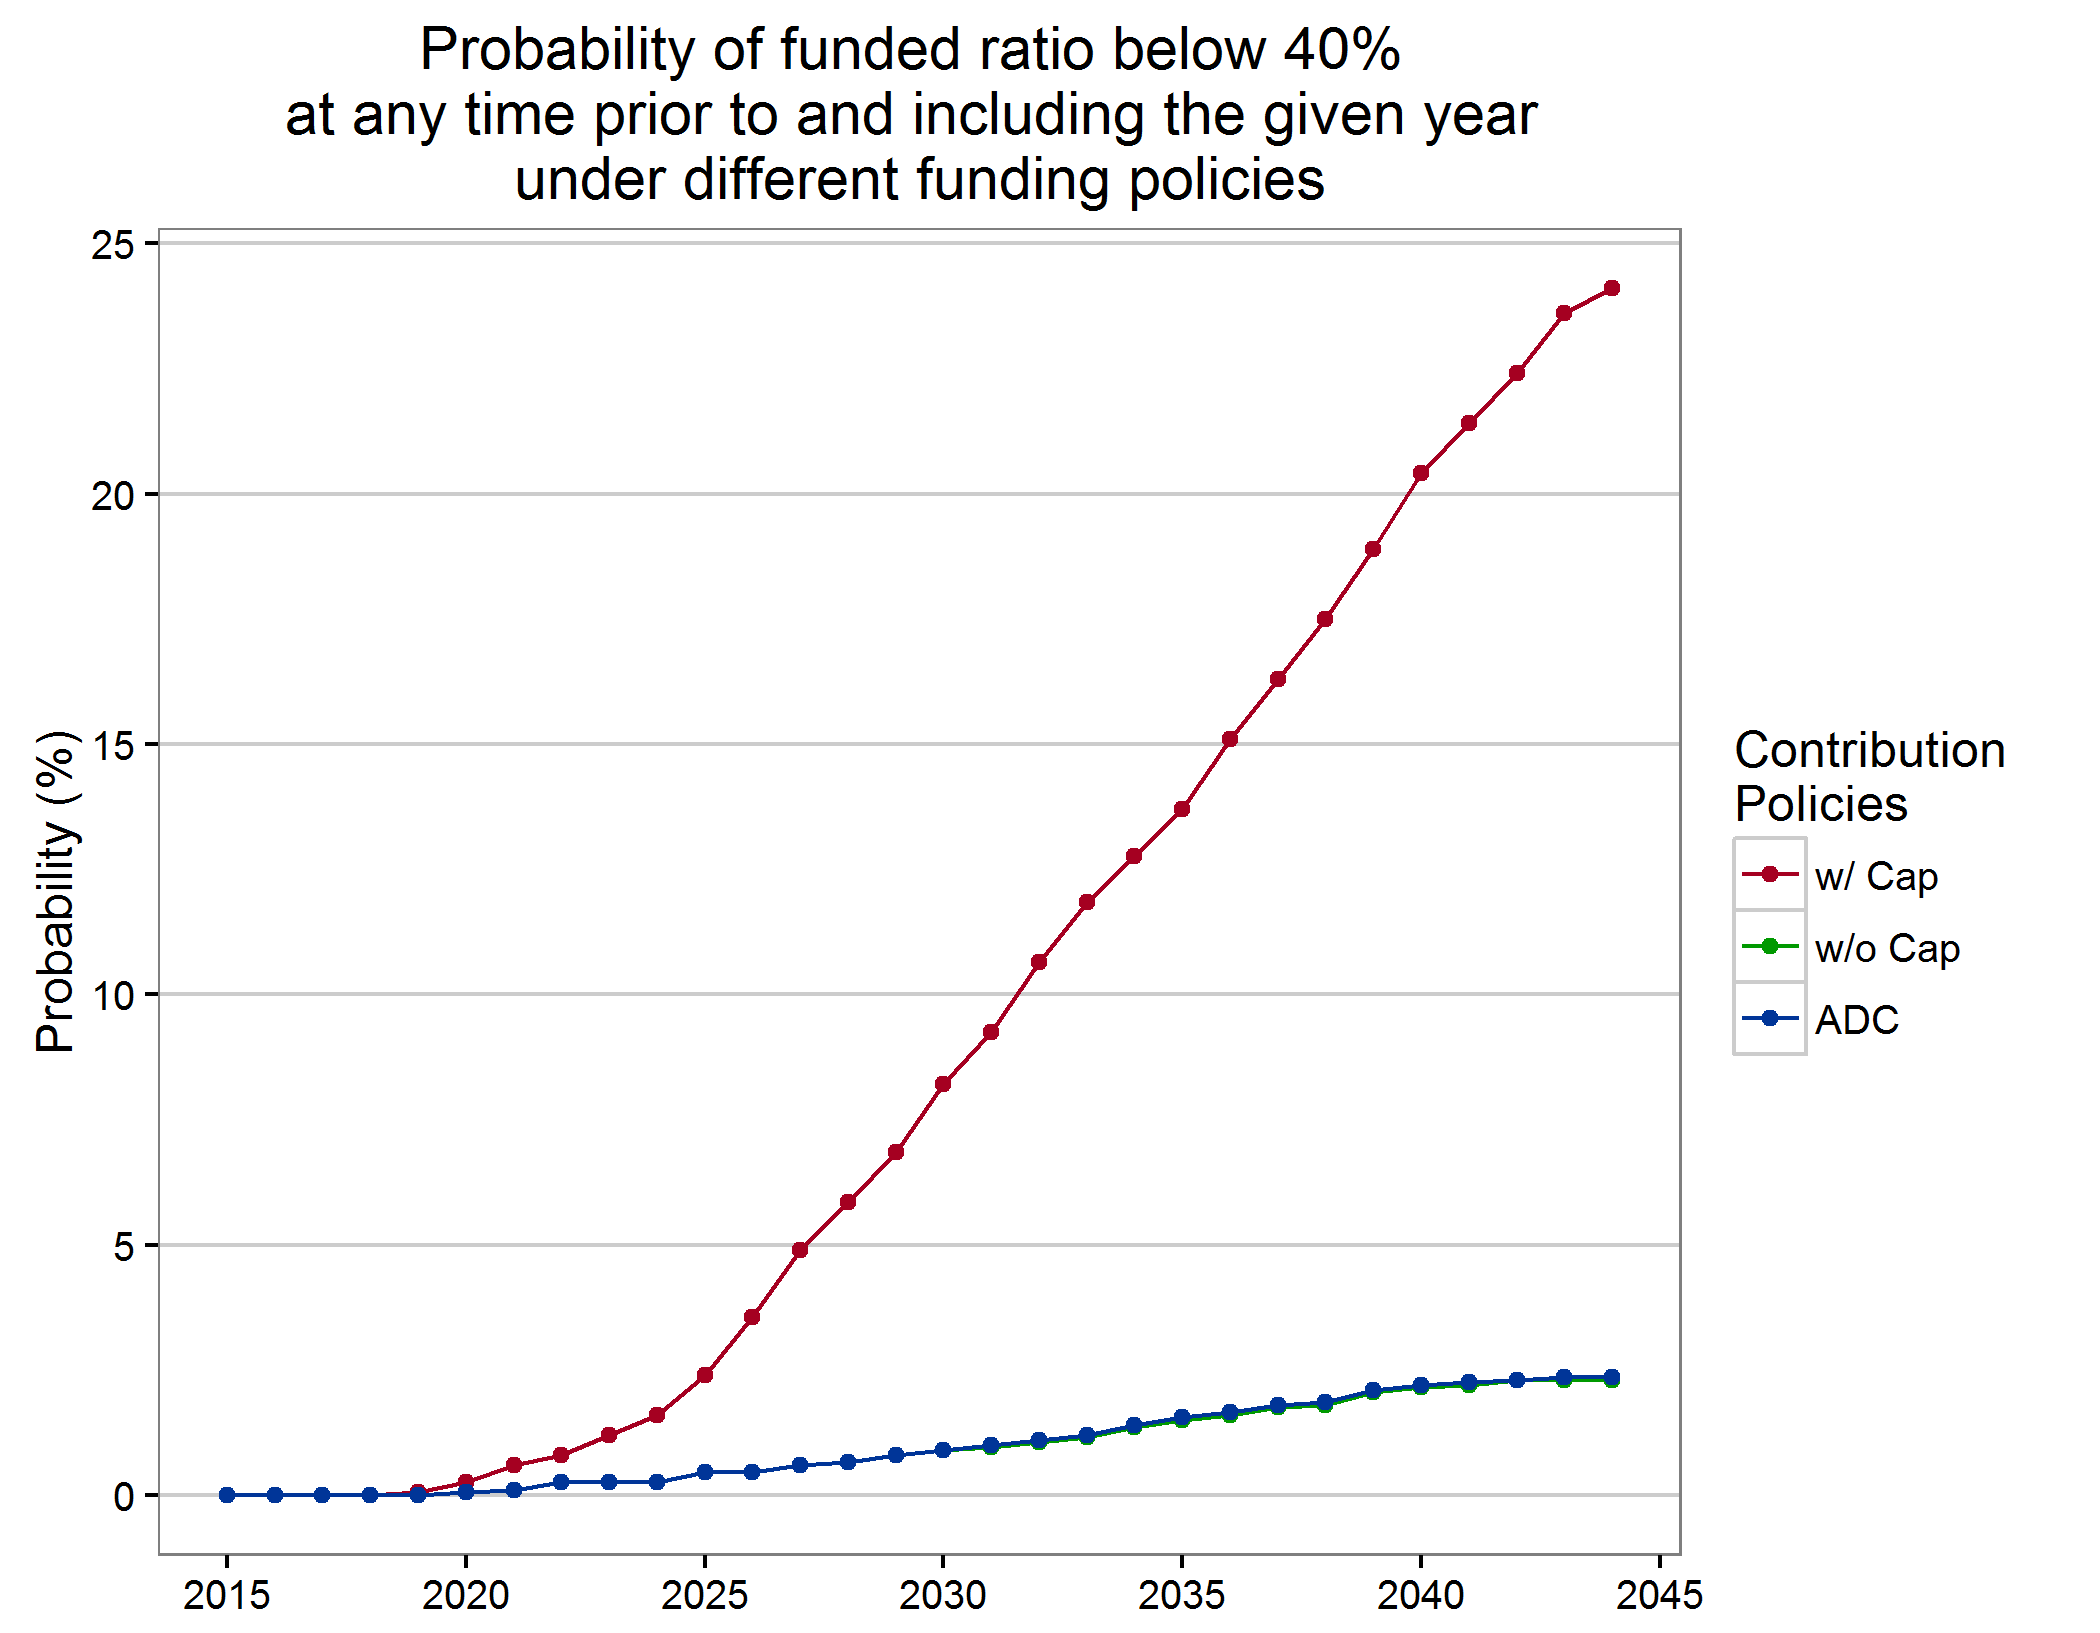 Probability of funded ratio below 40%
at any time prior to and including the given year
under different funding policies
25
20
15
10
5
0
Probability (%)
2015
2020
2025
2030
2035
2040
2045
Contribution
Policies
w/ Cap
w/o Cap
ADC